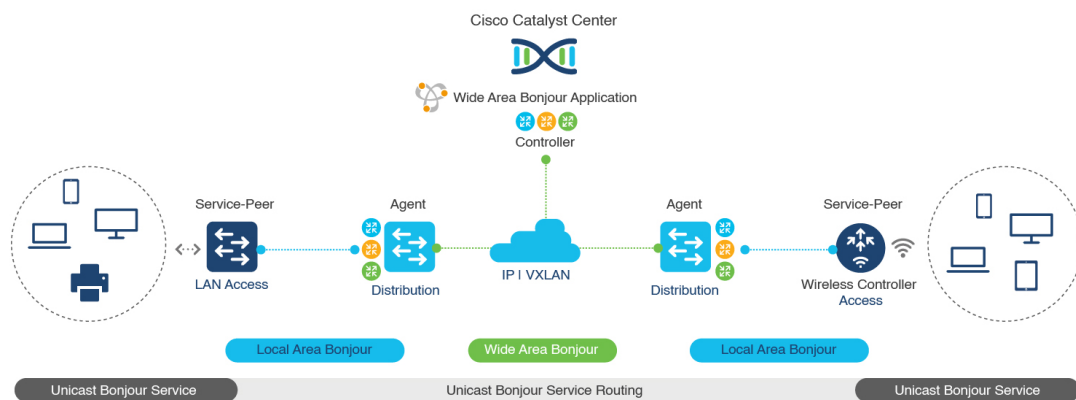 Cisco Catalyst Center
Wide Area Bonjour Application
Controller
Service-Peer
Agent
Agent
Service-Peer
LAN Access
Distribution
IP | VXLAN
Distribution
Wireless Controller
Access
Local Area Bonjour
Wide Area Bonjour
Local Area Bonjour
Unicast Bonjour Service
Unicast Bonjour Service Routing
Unicast Bonjour Service